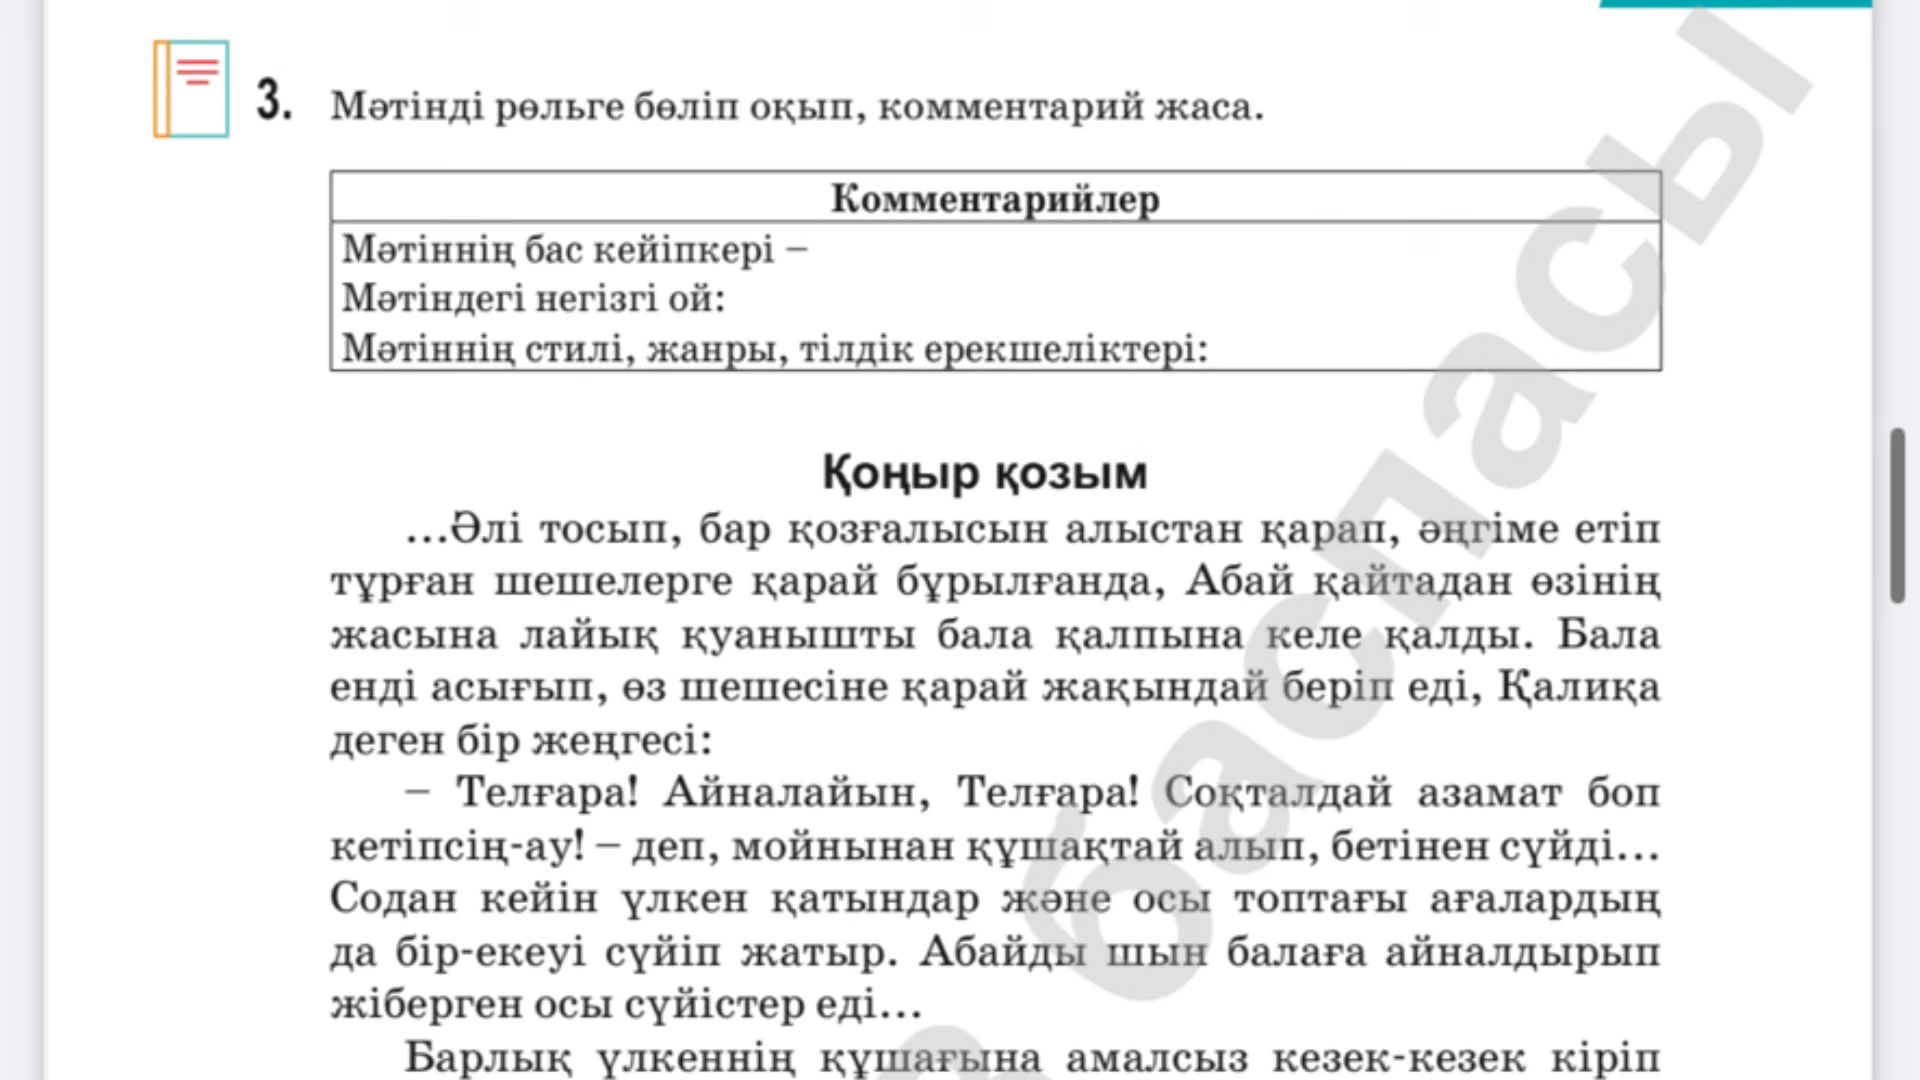 3. Мәтінді рөльге бөліп оқып, комментарий жаса.
Комментарийлер
Мәтіннің бас кейіпкері –
Мәтіндегі негізгі ой:
Мәтіннің стилі, жанры, тілдік ерекшеліктері:
Қоңыр қозым
...Әлі тосып, бар қозғалысын алыстан қарап, әңгіме етіп
тұрған шешелерге қарай бұрылғанда, Абай қайтадан өзінің
жасына лайық қуанышты бала қалпына келе қалды. Бала
енді асығып, өз шешесіне қарай жақындай беріп еді, Қалиқа
деген бір жеңгесі:
– Телғара! Айналайын, Телғара! Соқталдай азамат боп
кетіпсің-ау! – деп, мойнынан құшақтай алып, бетінен сүйді...
Содан кейін үлкен қатындар және осы топтағы ағалардың
да бір-екеуі сүйіп жатыр. Абайды шын балаға айналдырып
жіберген осы сүйістер еді...
Барлық үлкеннің құшағына амалсыз кезек-кезек кіріп
баспасы